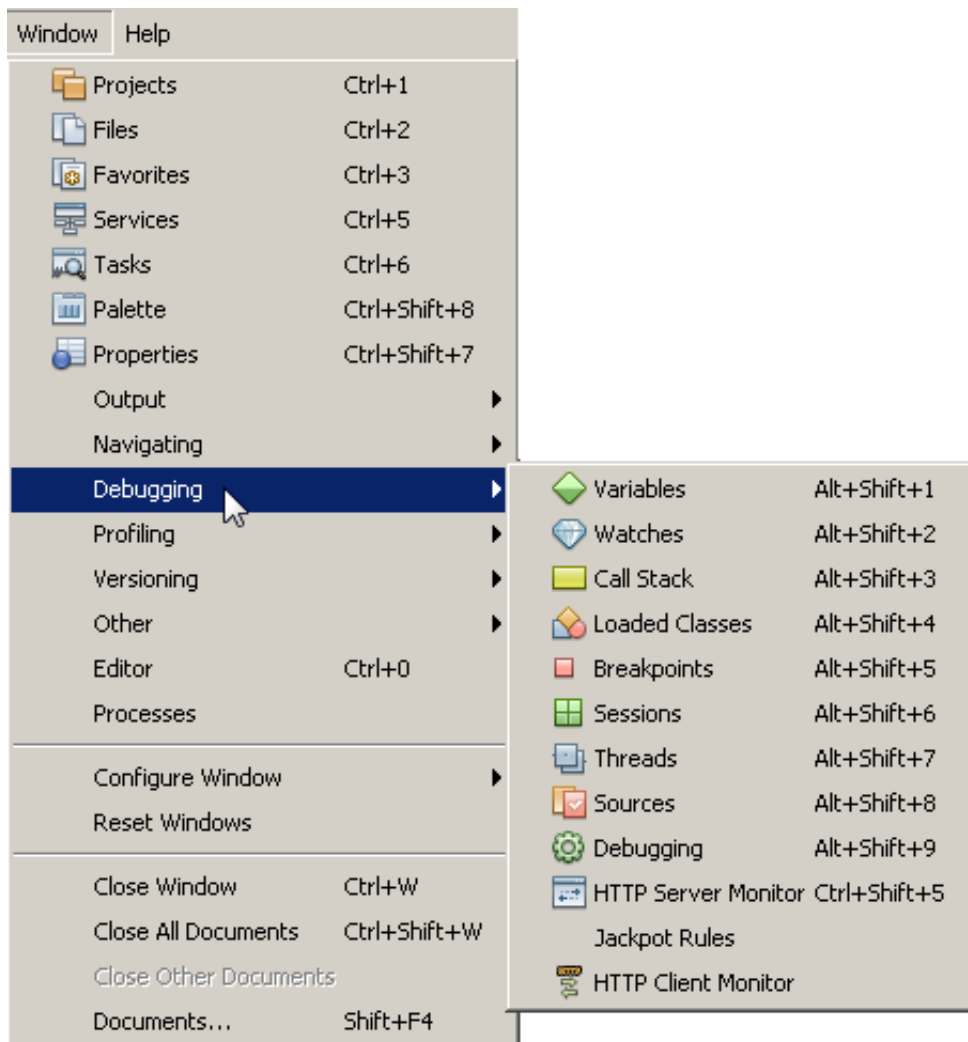 Window Help
Projects Ctrl+1
Files Ctrl+2
Favorites Ctrl+3
Services Ctrl+5
Tasks Ctrl+6
Palette Ctrl+Shift+8
Properties Ctrl+Shift+7
Output
Navigating
Debugging
Profiling
Versioning
Other
Editor Ctrl+0
Processes
Configure Window
Reset Windows
Close Window Ctrl+W
Close All Documents Ctrl+Shift+W
Close Other Documents
Documents... Shift+F4
Variables Alt+Shift+1
Watches Alt+Shift+2
Call Stack Alt+Shift+3
Loaded Classes Alt+Shift+4
Breakpoints Alt+Shift+5
Sessions Alt+Shift+6
Threads Alt+Shift+7
Sources Alt+Shift+8
Debugging Alt+Shift+9
HTTP Server Monitor Ctrl+Shift+5
Jackpot Rules
HTTP Client Monitor